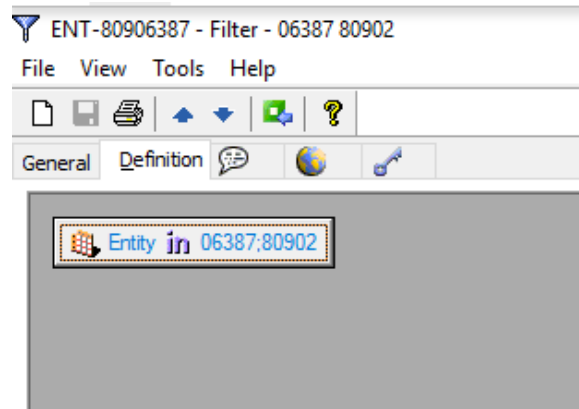 ENT-80906387 - Filter - 06387 80902
File View Tools Help
General Definition
Entity in 06387;80902